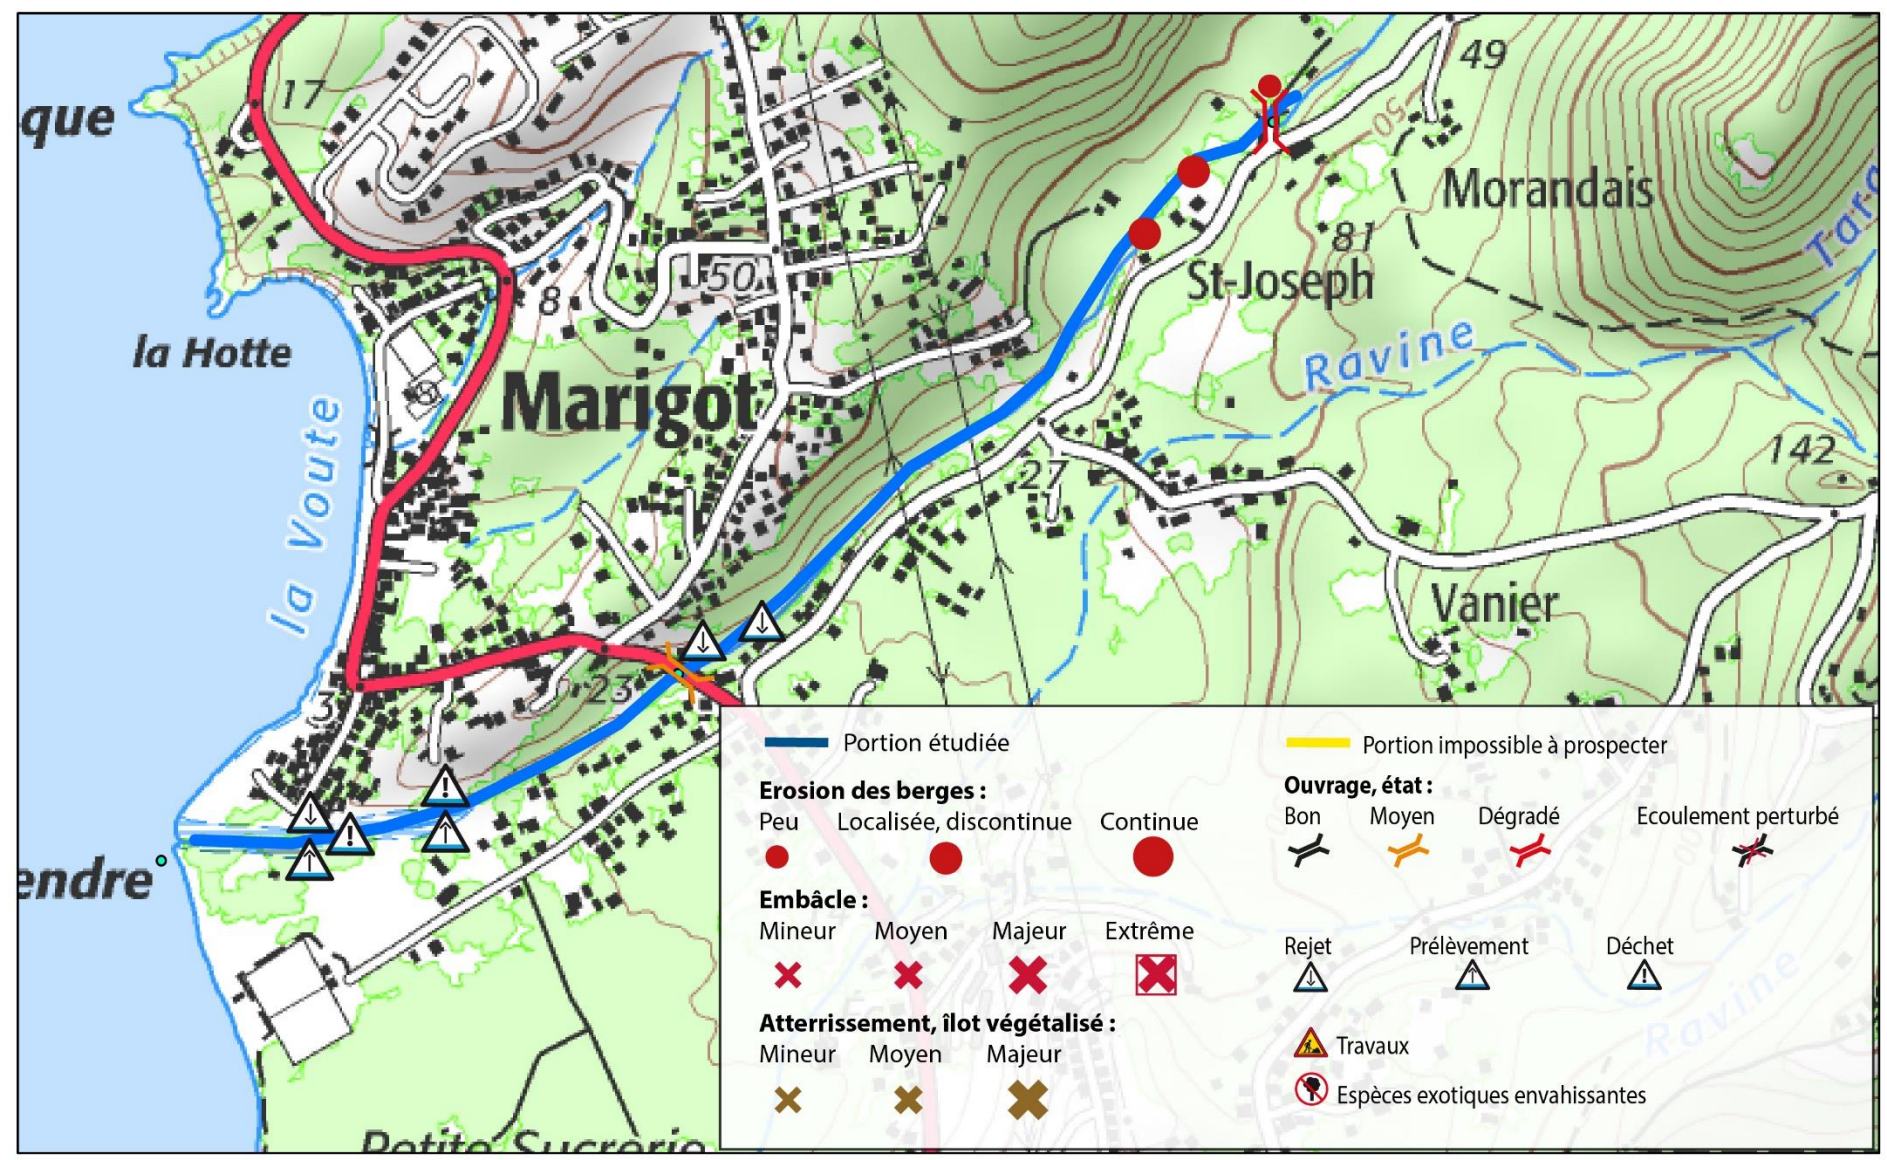 49
17
que
50
Morandais
Tara
81
St-Joseph
50
8
la Hotte
Ravine
Marigot
la Voute
142
27
Vanier
23
3
endre
Petite Sucrerie
Portion étudiée
Portion impossible à prospecter
Erosion des berges :
Peu Localisée, discontinue Continue
Ouvrage, état :
Bon Moyen Dégradé Ecoulement perturbé
Embâcle :
Mineur Moyen Majeur Extrême
Rejet Prélèvement Déchet
Atterrissement, îlot végétalisé :
Mineur Moyen Majeur
Travaux
Espèces exotiques envahissantes
Ravine